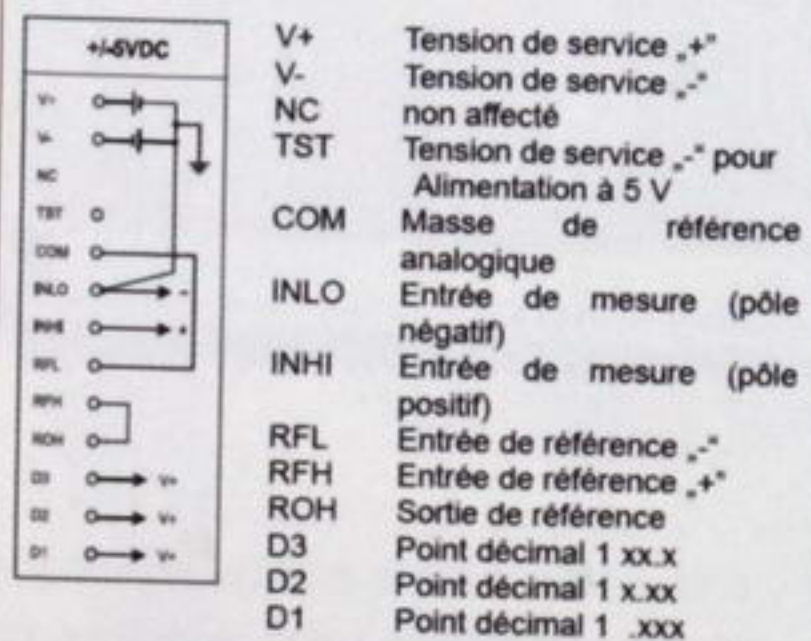 +/-5VDC
V+
V-
NC
TST
COM
INLO -
INHI +
RFL
RFH
ROH
D3 V+
D2 V+
D1 V+
V+ Tension de service „+“
V- Tension de service „-“
NC non affecté
TST Tension de service „-“ pour
Alimentation à 5 V
COM Masse de référence
analogique
INLO Entrée de mesure (pôle
négatif)
INHI Entrée de mesure (pôle
positif)
RFL Entrée de référence „-“
RFH Entrée de référence „+“
ROH Sortie de référence
D3 Point décimal 1 xx.x
D2 Point décimal 1 x.xx
D1 Point décimal 1 .xxx